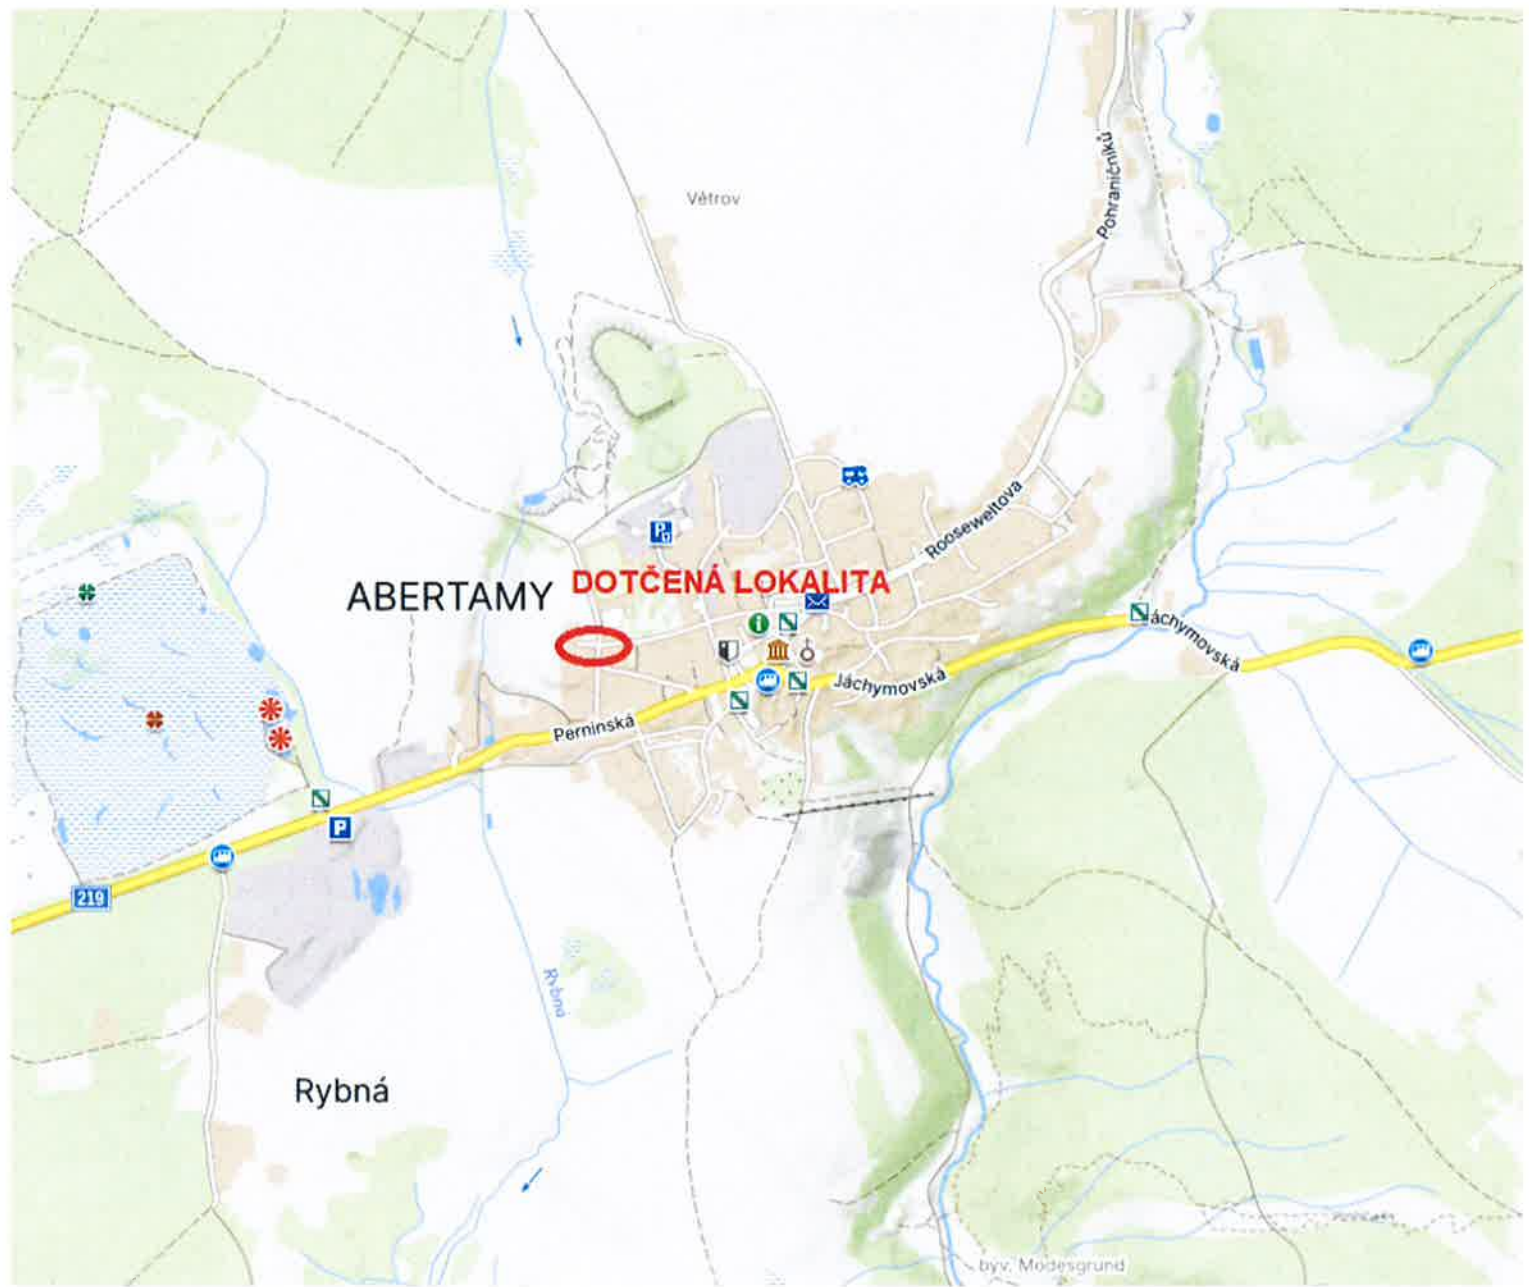 Větrov
Pohraničníků
Rooseweltova
P
DOTČENÁ LOKALITA
ABERTAMY
i
Jáchymovská
Jáchymovská
Perninská
P
219
Rybná
Rybná
byv. Modesgrund